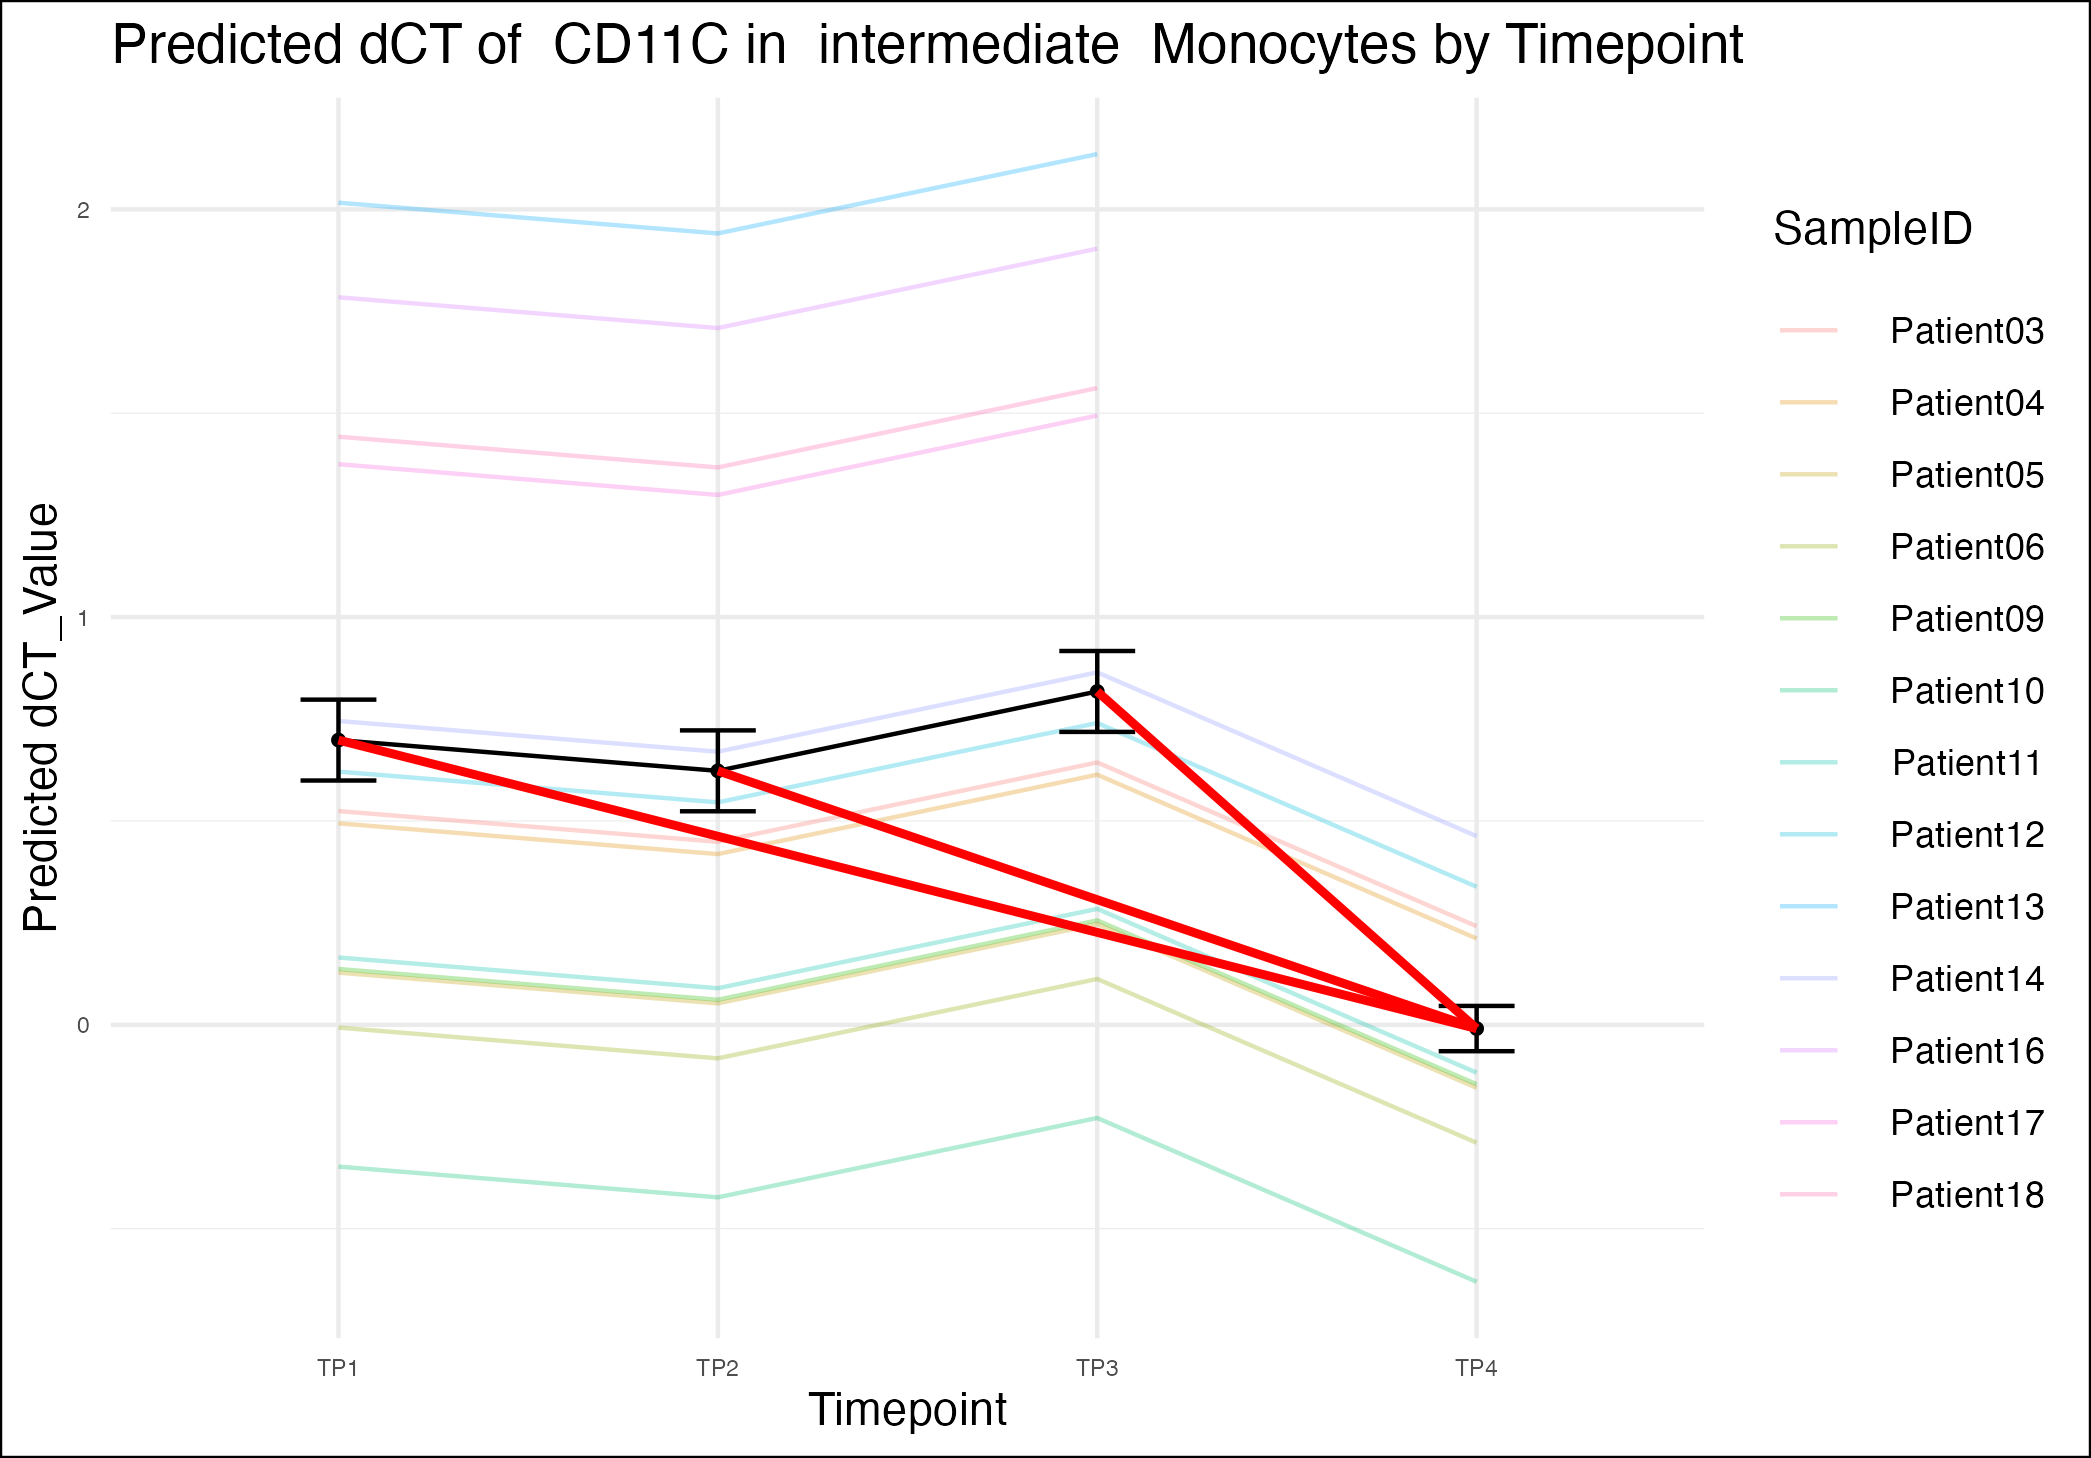 Predicted dCT of  CD11C in  intermediate  Monocytes by Timepoint
Predicted dCT_Value
2
1
0
TP1
TP2
TP3
TP4
Timepoint
SampleID
Patient03
Patient04
Patient05
Patient06
Patient09
Patient10
Patient11
Patient12
Patient13
Patient14
Patient16
Patient17
Patient18